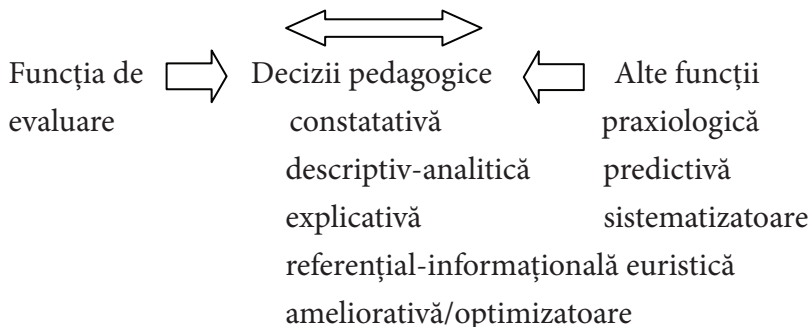 Funcția de Decizii pedagogice Alte funcții
evaluare constatativă praxiologică
descriptiv-analitică predictivă
explicativă sistematizatoare
referențial-informațională euristică
ameliorativă/optimizatoare